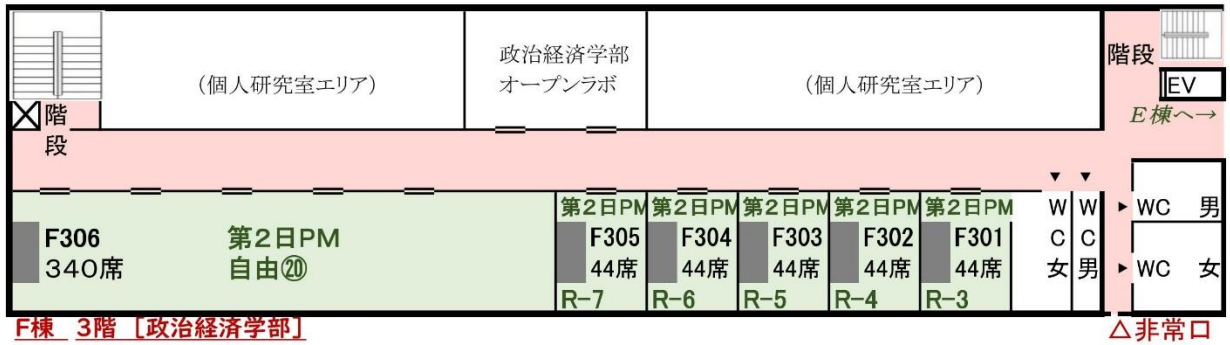 (個人研究室エリア)
政治経済学部
オープンラボ
(個人研究室エリア)
階段
EV
E棟へ→
階
段
▼ ▼
F306
340席
第2日PM
自由⑳
第2日PM
F305
44席
R-7
第2日PM
F304
44席
R-6
第2日PM
F303
44席
R-5
第2日PM
F302
44席
R-4
第2日PM
F301
44席
R-3
WC女
WC男
▶ WC 男
▶ WC 女
F棟 3階 [政治経済学部]
△非常口